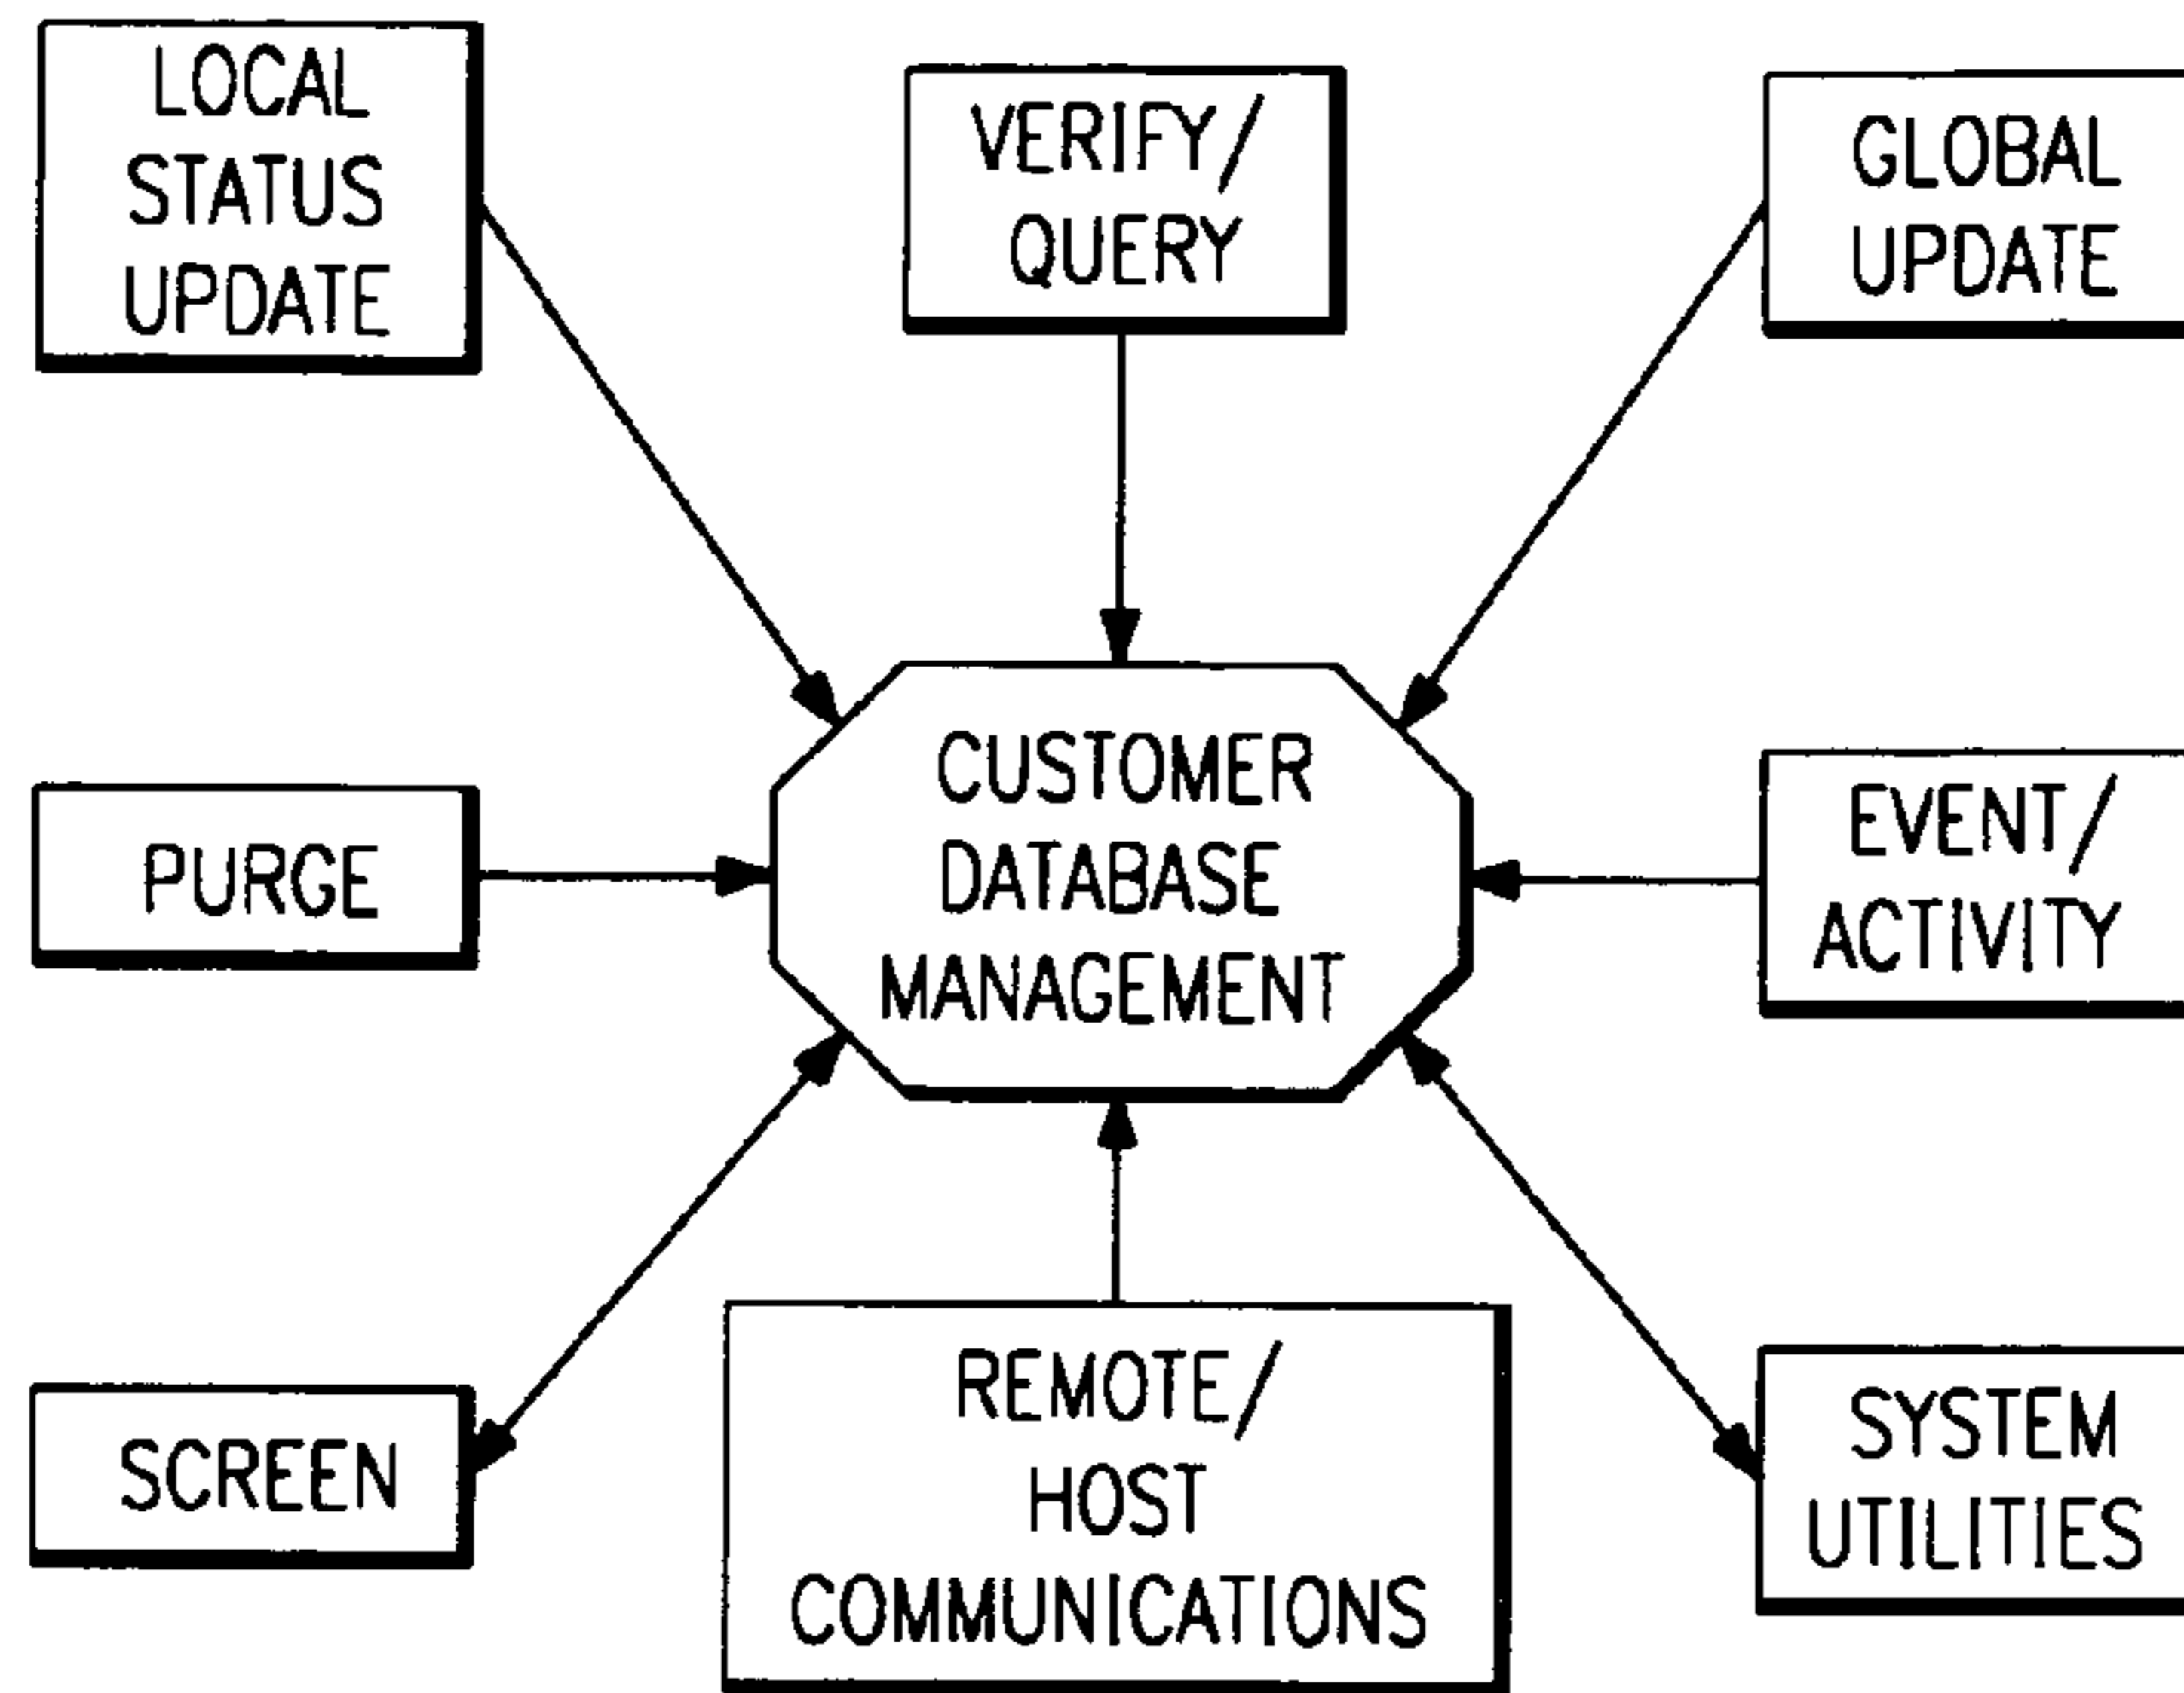 LOCAL
STATUS
UPDATE
VERIFY/
QUERY
GLOBAL
UPDATE
PURGE
CUSTOMER
DATABASE
MANAGEMENT
EVENT/
ACTIVITY
SCREEN
REMOTE/
HOST
COMMUNICATIONS
SYSTEM
UTILITIES